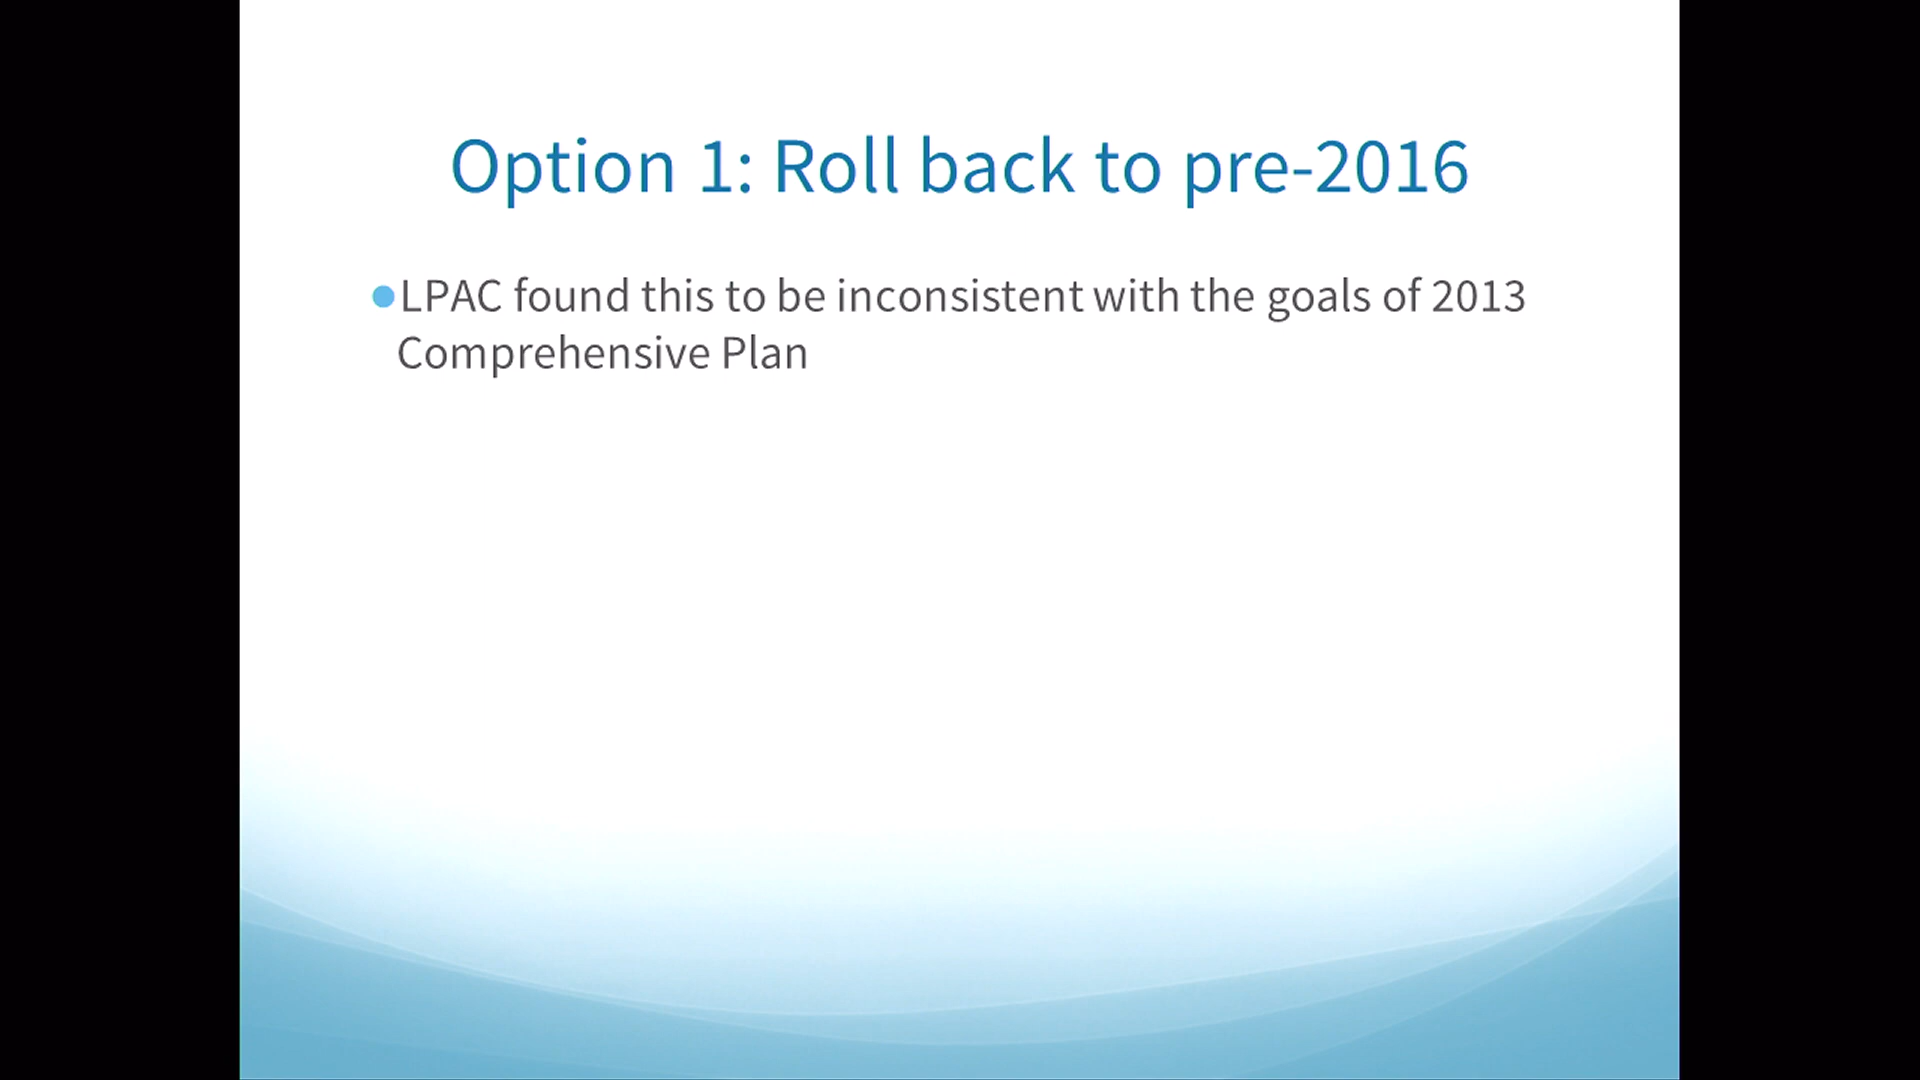 Option 1: Roll back to pre-2016
LPAC found this to be inconsistent with the goals of 2013
Comprehensive Plan